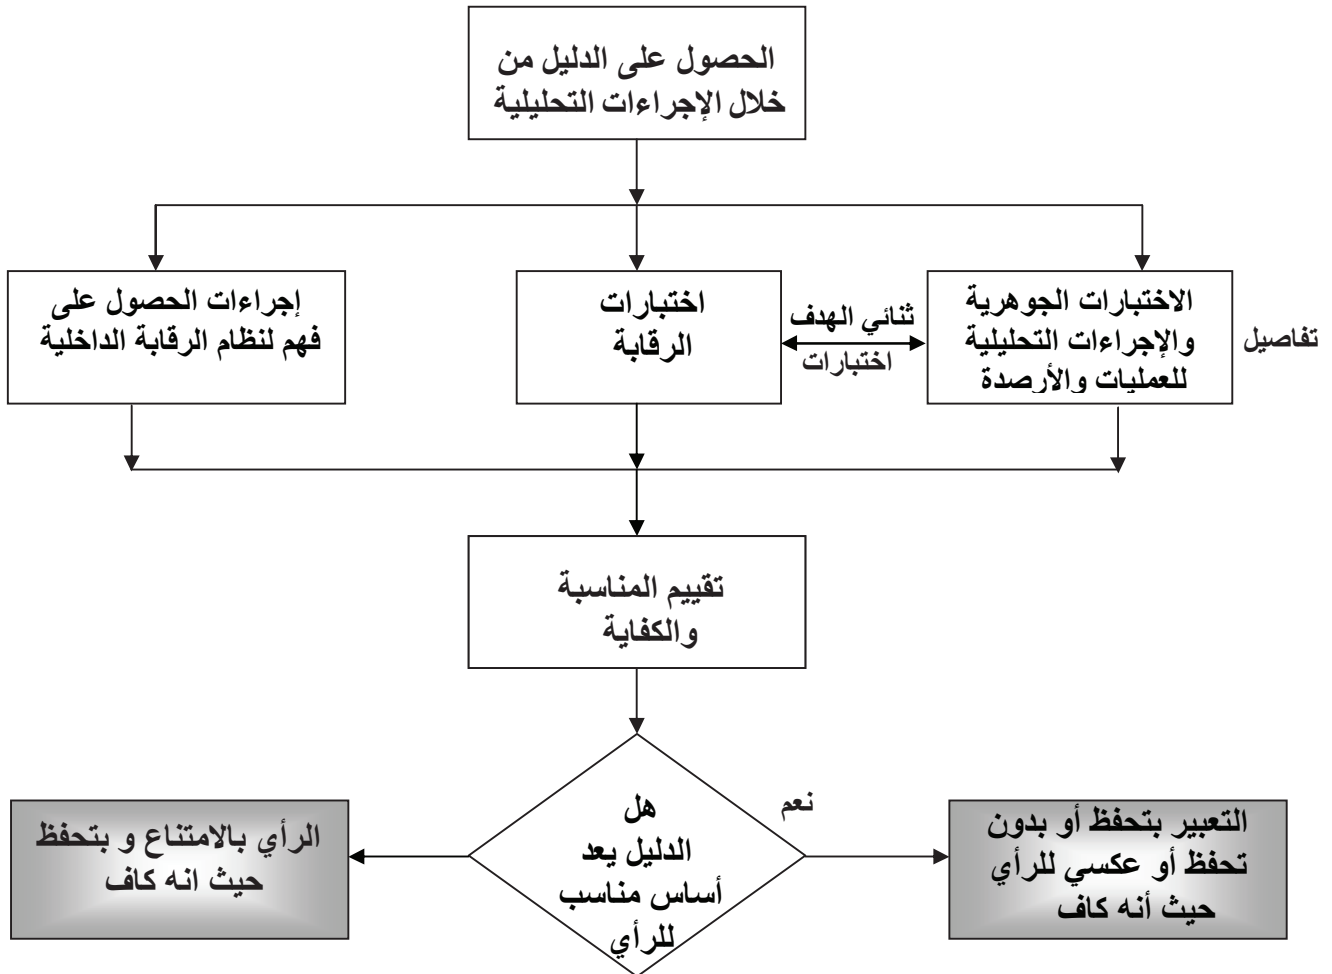 الحصول على الدليل من
خلال الإجراءات التحليلية
الاختبارات الجوهرية
والإجراءات التحليلية
للعمليات والأرصدة
تفاصيل
ثنائي الهدف
اختبارات
اختبارات
الرقابة
إجراءات الحصول على
فهم لنظام الرقابة الداخلية
تقييم المناسبة
والكفاية
هل
الدليل يعد
أساس مناسب
للرأي
نعم
التعبير بتحفظ أو بدون
تحفظ أو عكسي للرأي
حيث أنه كاف
الرأي بالامتناع و بتحفظ
حيث انه كاف